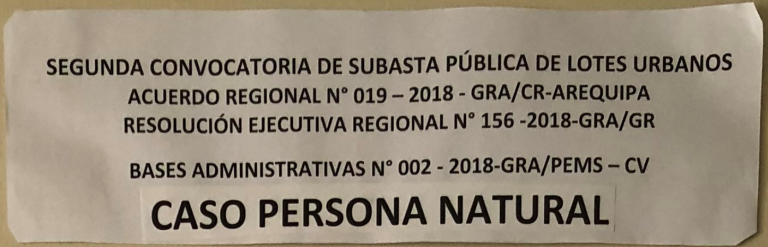 SEGUNDA CONVOCATORIA DE SUBASTA PÚBLICA DE LOTES URBANOS
ACUERDO REGIONAL N° 019 – 2018 - GRA/CR-AREQUIPA
RESOLUCIÓN EJECUTIVA REGIONAL N° 156 -2018-GRA/GR
BASES ADMINISTRATIVAS N° 002 - 2018-GRA/PEMS – CV
CASO PERSONA NATURAL